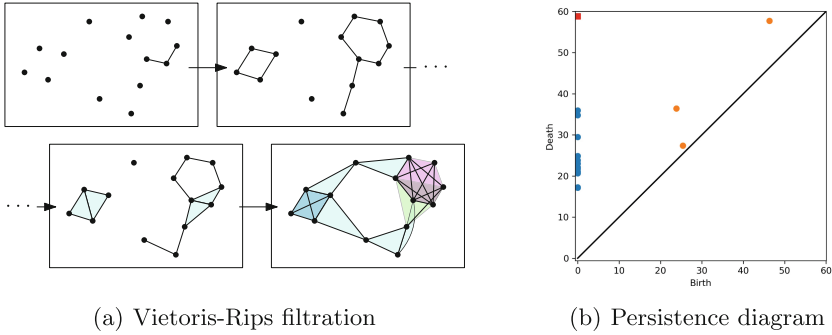 60
50
40
30
20
10
0
Death
0 10 20 30 40 50 60
Birth
(a) Vietoris-Rips filtration
(b) Persistence diagram